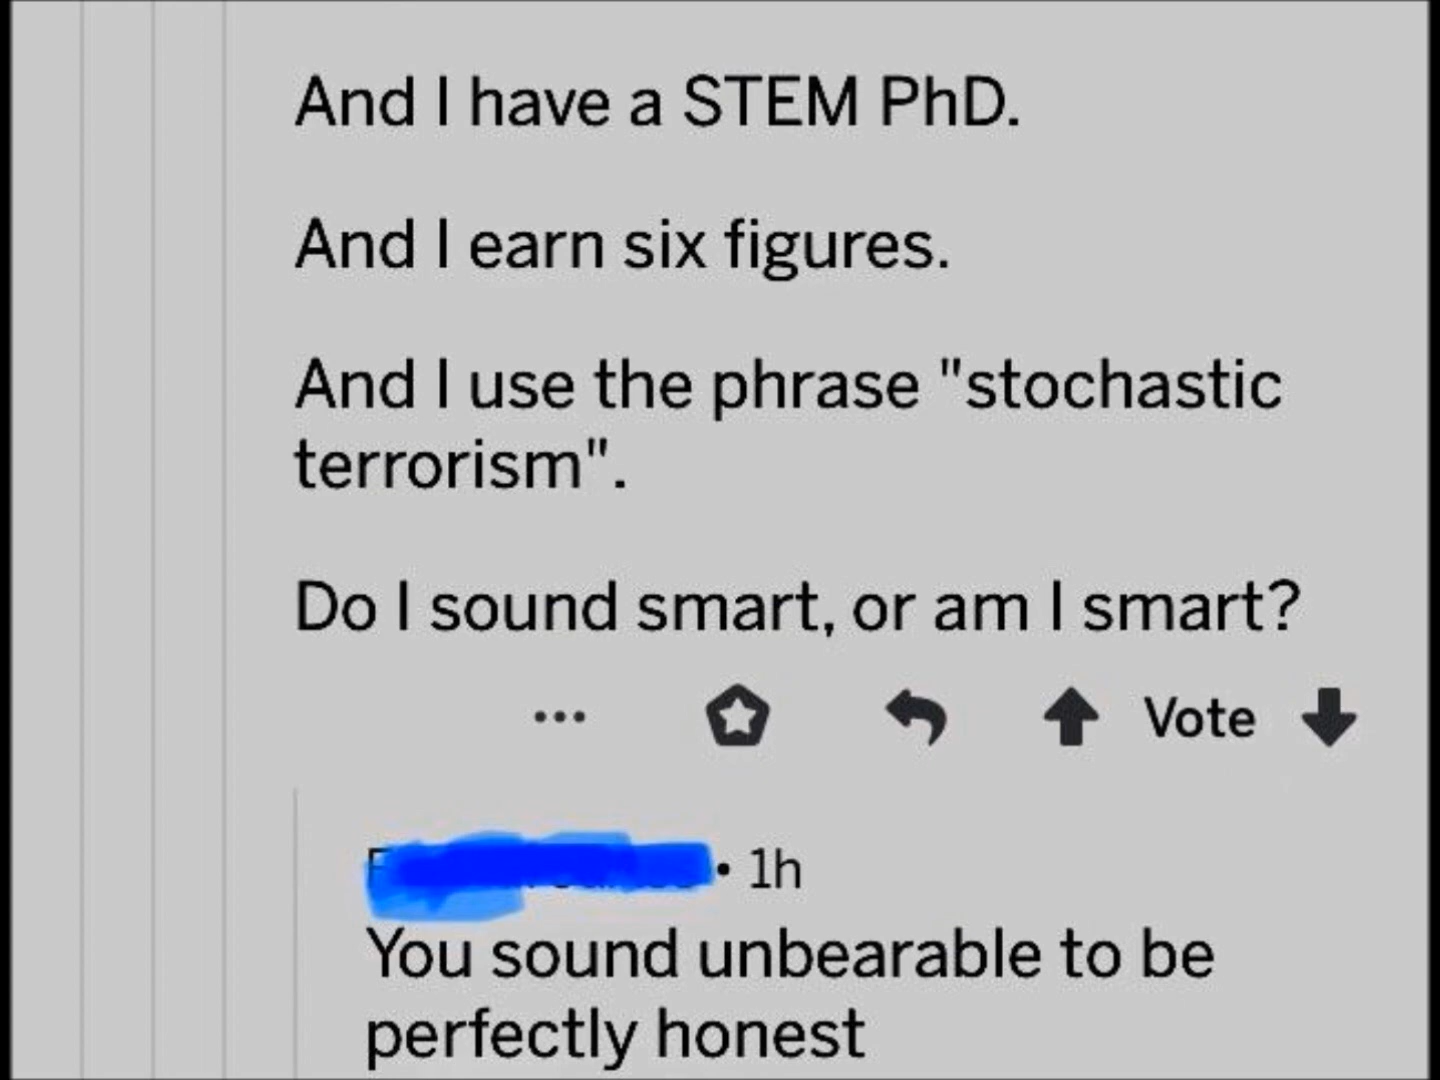 And I have a STEM PhD.
And I earn six figures.
And I use the phrase "stochastic
terrorism".
Do I sound smart, or am I smart?
Vote
• 1h
You sound unbearable to be
perfectly honest